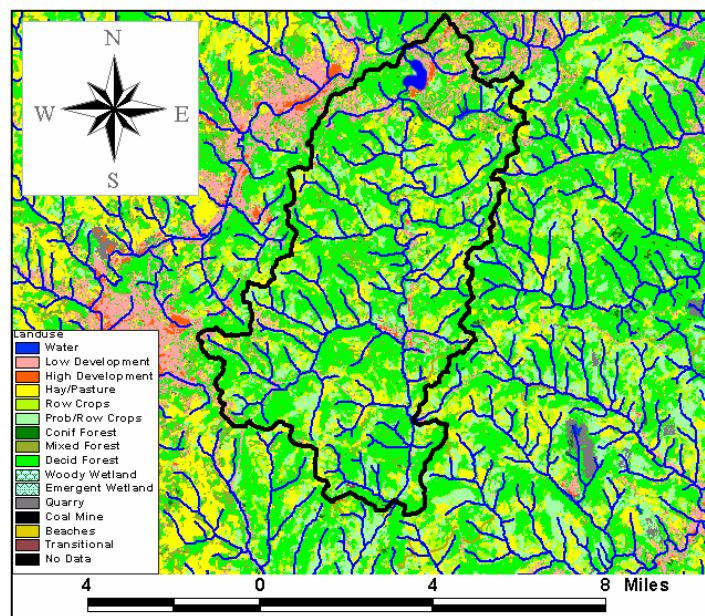 N
W E
S
Landuse
Water
Low Development
High Development
Hay/Pasture
Row Crops
Prob/Row Crops
Conif Forest
Mixed Forest
Decid Forest
Woody Wetland
Emergent Wetland
Quarry
Coal Mine
Beaches
Transitional
No Data
4 0 4 8 Miles